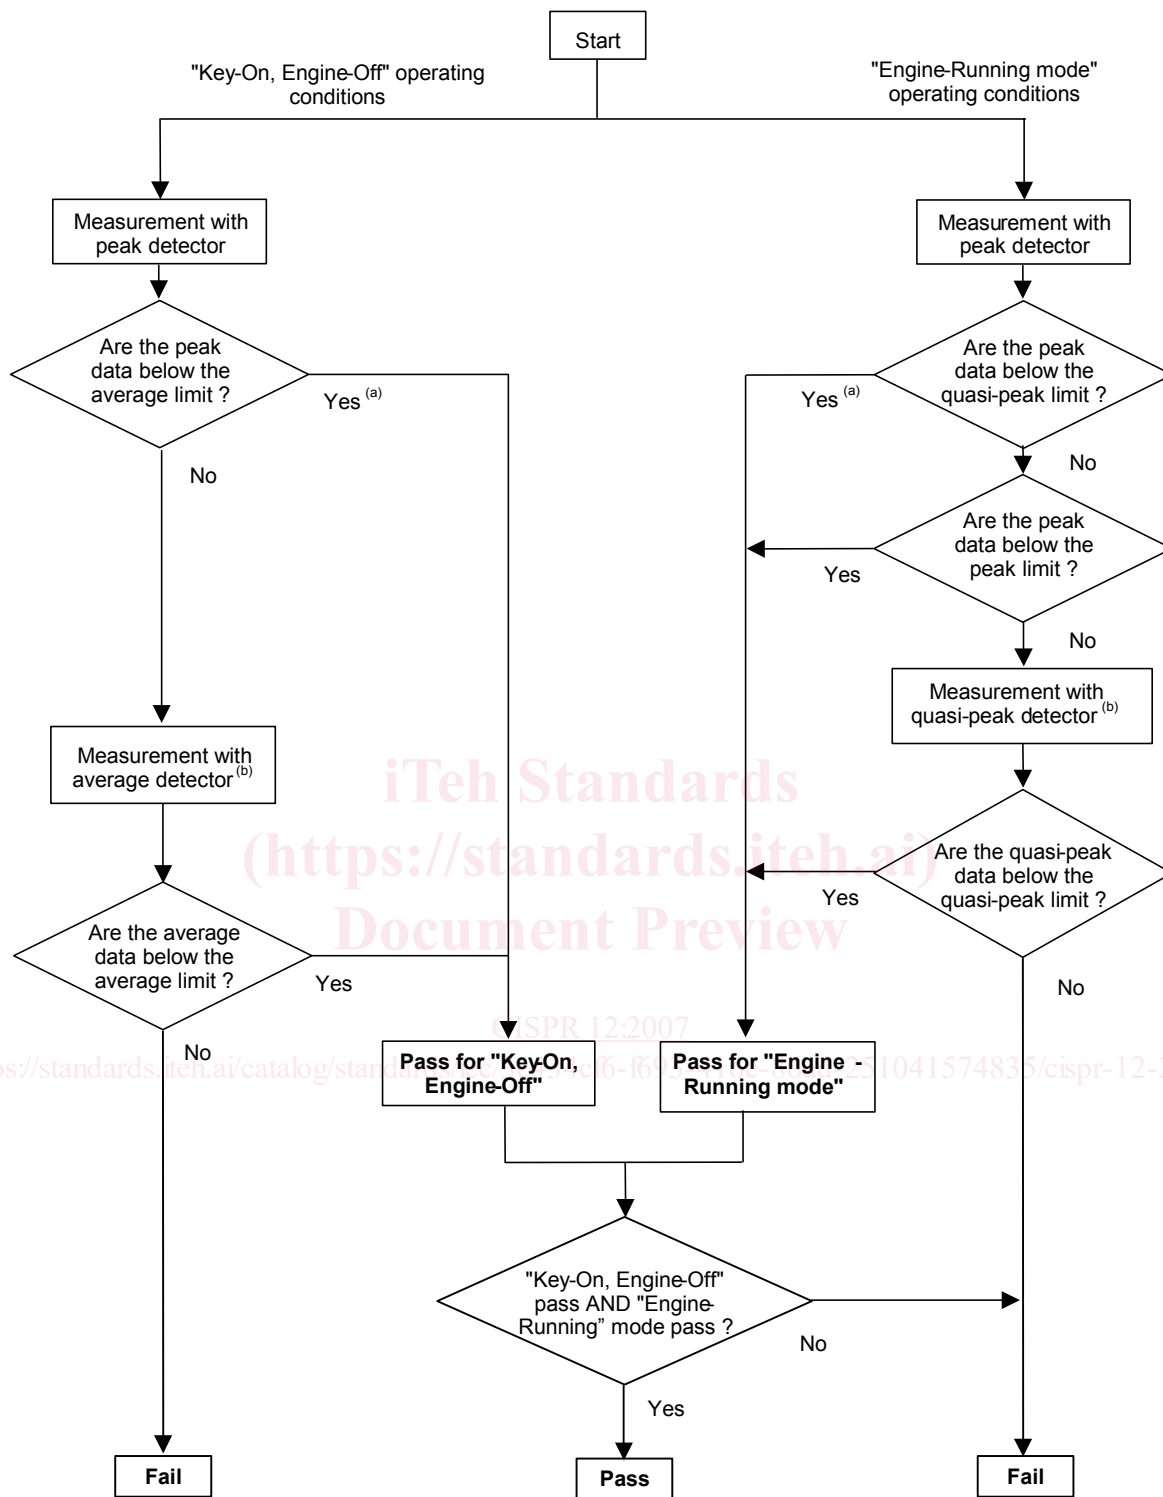 Start
"Key-On, Engine-Off" operating
conditions
"Engine-Running mode"
operating conditions
Measurement with
peak detector
Measurement with
peak detector
Are the peak
data below the
average limit ?
Yes (a)
No
Are the peak
data below the
quasi-peak limit ?
Yes (a)
No
Are the peak
data below the
peak limit ?
Yes
No
Measurement with
average detector (b)
Measurement with
quasi-peak detector (b)
iTeh Standards
(https://standards.iteh.ai)
Document Preview
Are the average
data below the
average limit ?
Yes
No
Are the quasi-peak
data below the
quasi-peak limit ?
Yes
No
CISPR 12:2007
Pass for "Key-On,
Engine-Off"
Pass for "Engine -
Running mode"
"Key-On, Engine-Off"
pass AND "Engine-
Running” mode pass ?
No
Yes
Fail
Pass
Fail